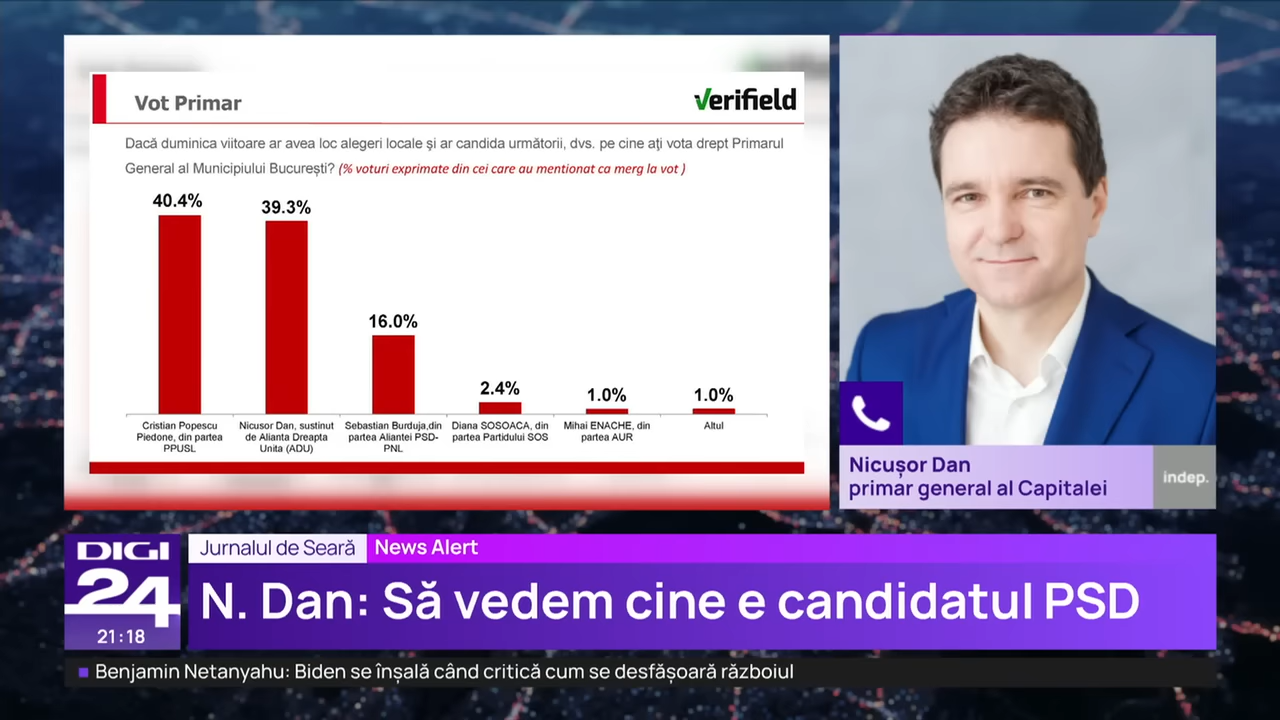 Vot Primar
Verifield
Dacă duminica viitoare ar avea loc alegeri locale și ar candida următorii, dvs. pe cine ați vota drept Primarul
General al Municipiului București? (% voturi exprimate din cei care au mentionat ca merg la vot )
40.4%
39.3%
16.0%
2.4%
1.0%
1.0%
Cristian Popescu
Piedone, din partea
PPUSL
Nicusor Dan, sustinut
de Alianta Dreapta
Unita (ADU)
Sebastian Burduja,din
partea Aliantei PSD-
PNL
Diana SOSOACA, din
partea Partidului SOS
Mihai ENACHE, din
partea AUR
Altul
Nicușor Dan
primar general al Capitalei
indep.
DIGI
24
21:18
Jurnalul de Seară
News Alert
N. Dan: Să vedem cine e candidatul PSD
Benjamin Netanyahu: Biden se înșală când critică cum se desfășoară războiul